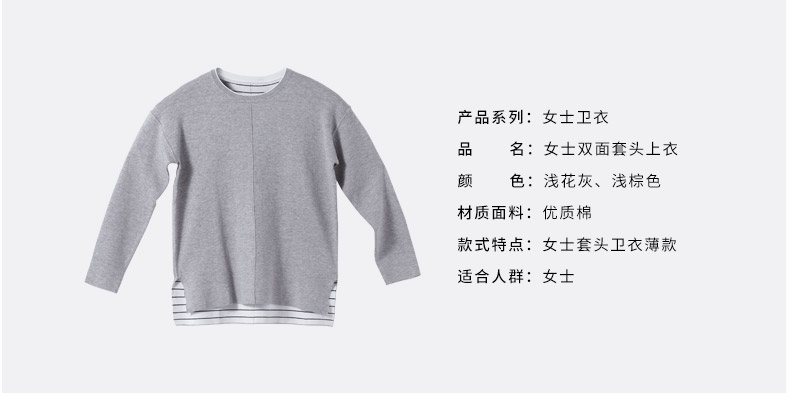 产品系列：女士卫衣
品　　名：女士双面套头上衣
颜　　色：浅花灰、浅棕色
材质面料：优质棉
款式特点：女士套头卫衣薄款
适合人群：女士